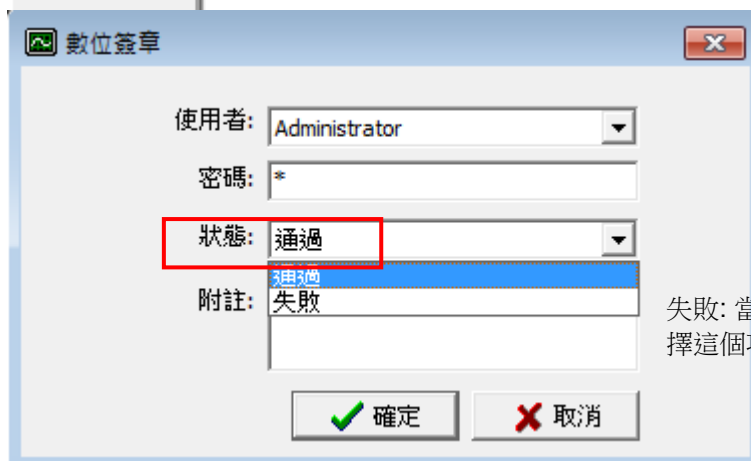 數位簽章
使用者: Administrator
密碼: *
狀態: 通過
通過
附註: 失敗
失敗: 當
擇這個
確定 取消